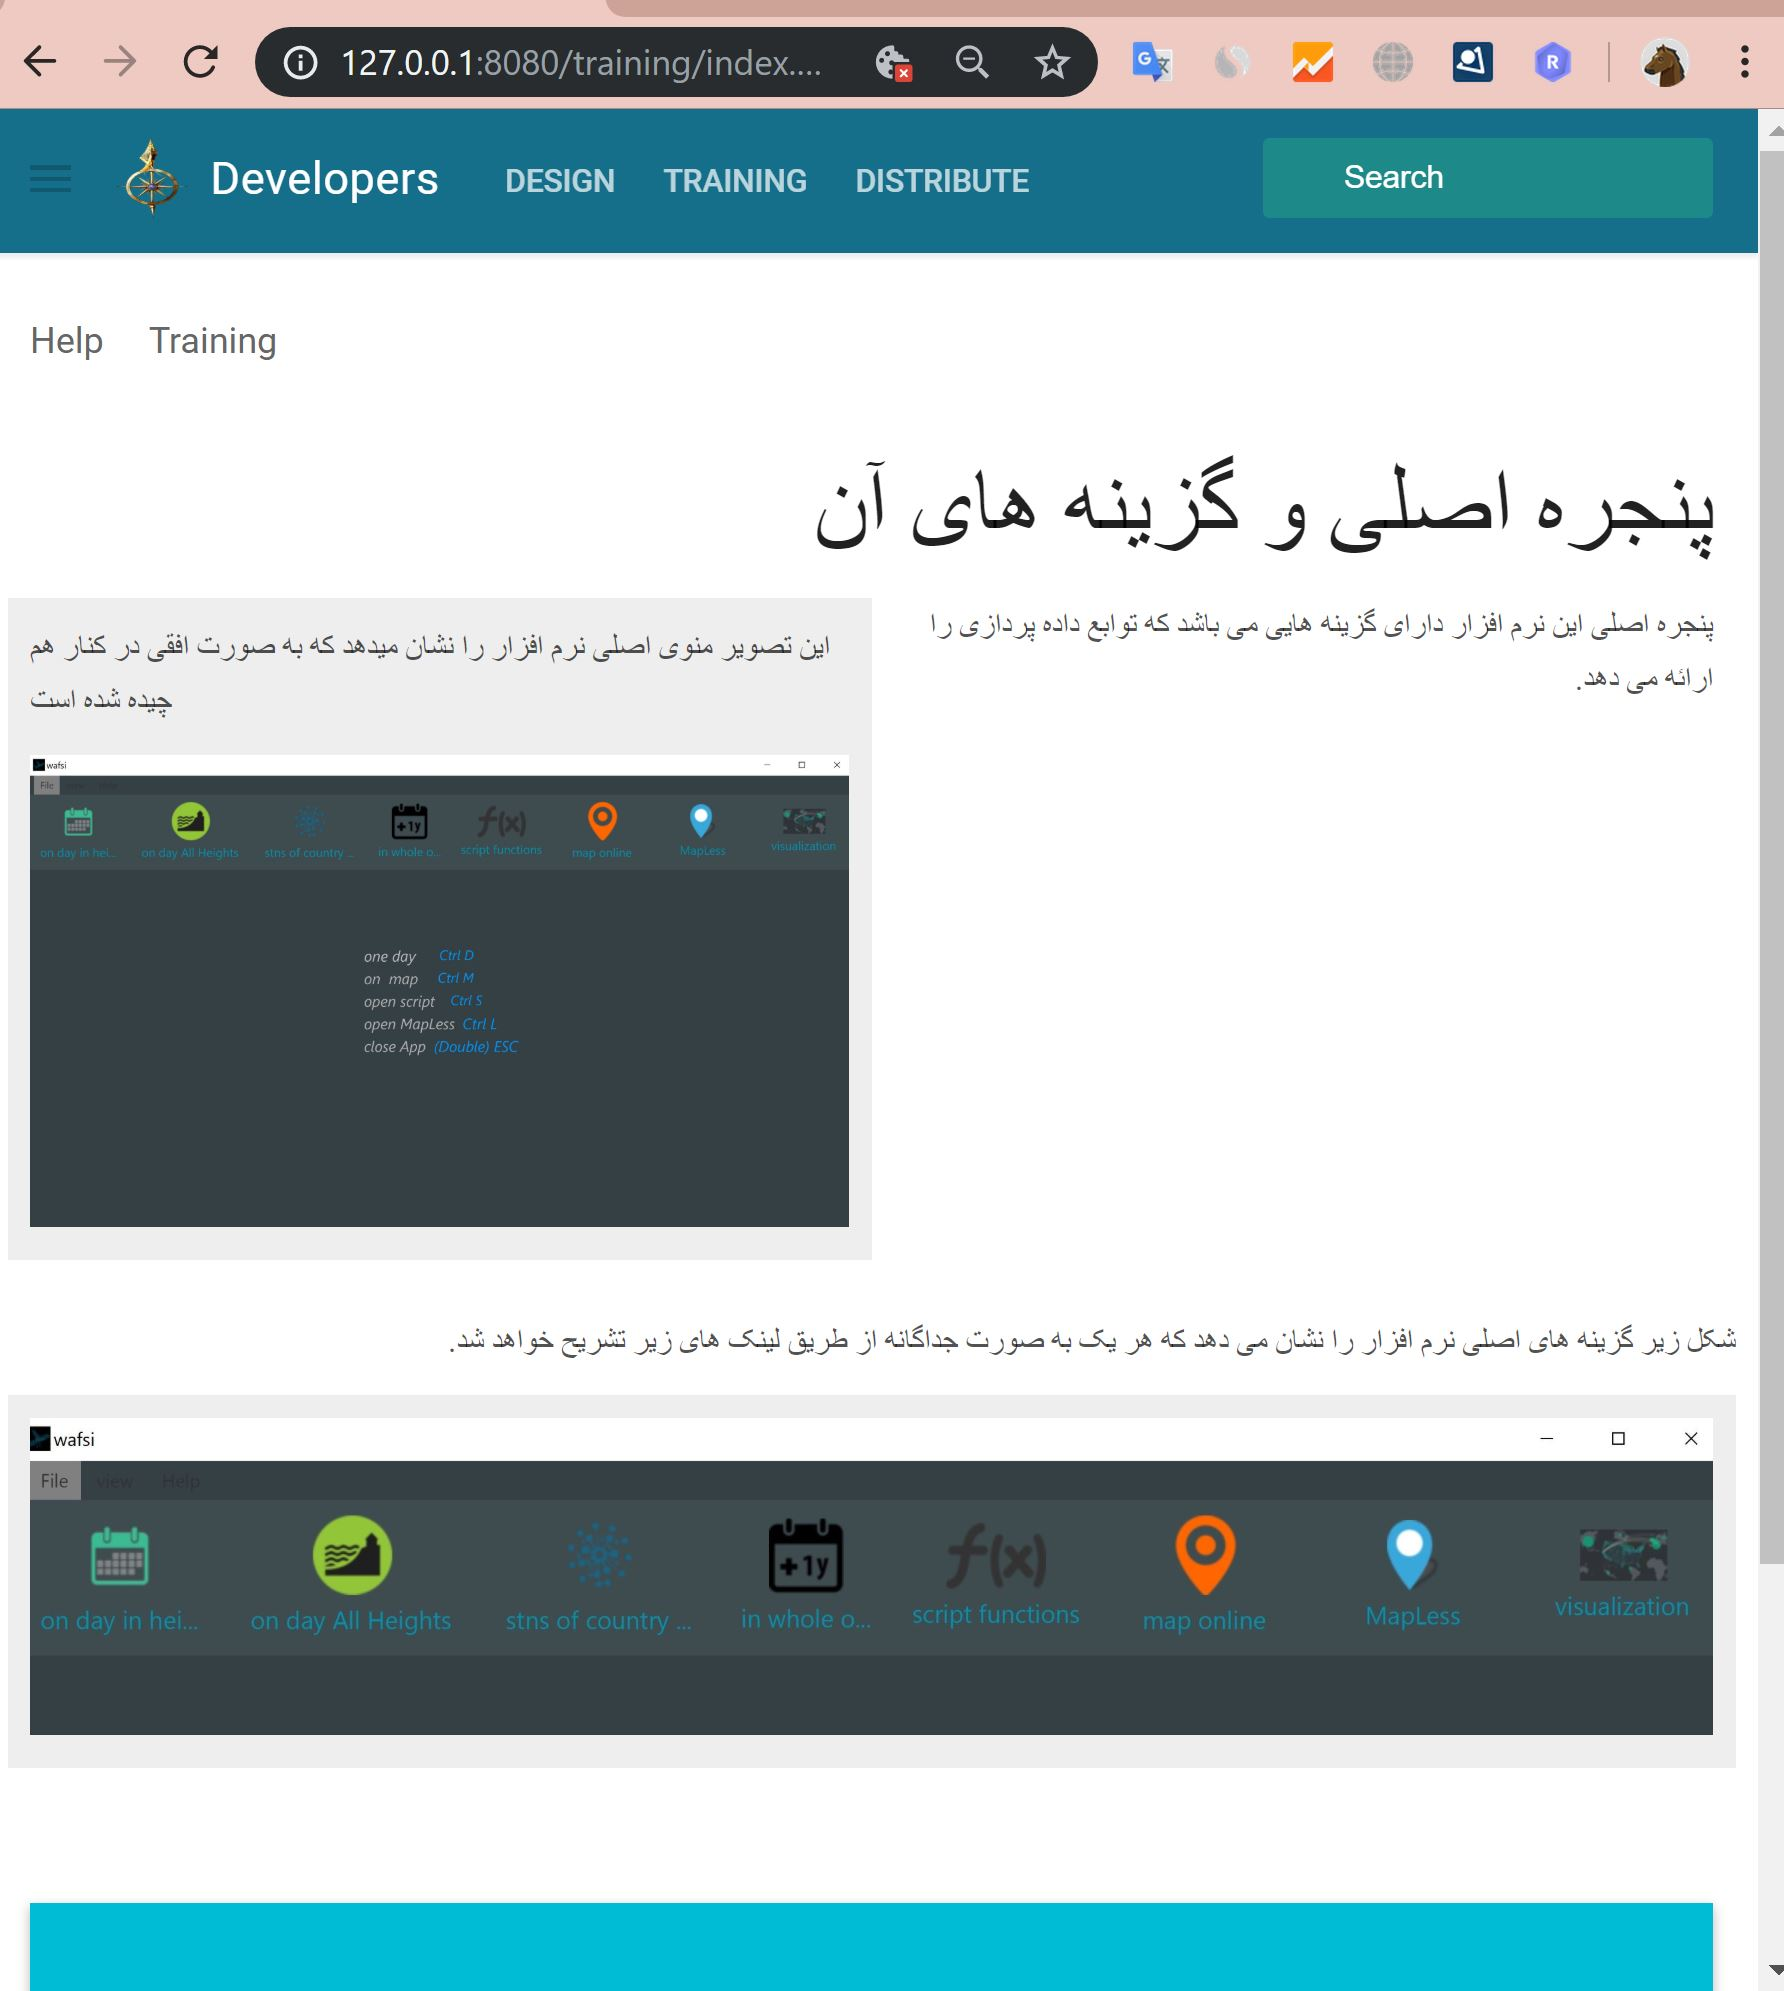 127.0.0.1:8080/training/index....
Developers DESIGN TRAINING DISTRIBUTE Search
Help Training
پنجره اصلی و گزینه های آن
پنجره اصلی این نرم افزار دارای گزینه هایی می باشد که توابع داده پردازی را
ارائه می دهد.
این تصویر منوی اصلی نرم افزار را نشان میدهد که به صورت افقی در کنار هم
چیده شده است
wafsi
File view Help
on day in hei... on day All Heights stns of country ... in whole o... script functions map online MapLess visualization
+1y
f(x)
one day Ctrl D
on map Ctrl M
open script Ctrl S
open MapLess Ctrl L
close App (Double) ESC
شکل زیر گزینه های اصلی نرم افزار را نشان می دهد که هر یک به صورت جداگانه از طریق لینک های زیر تشریح خواهد شد.
wafsi
File view Help
+1y
f(x)
on day in hei... on day All Heights stns of country ... in whole o... script functions map online MapLess visualization